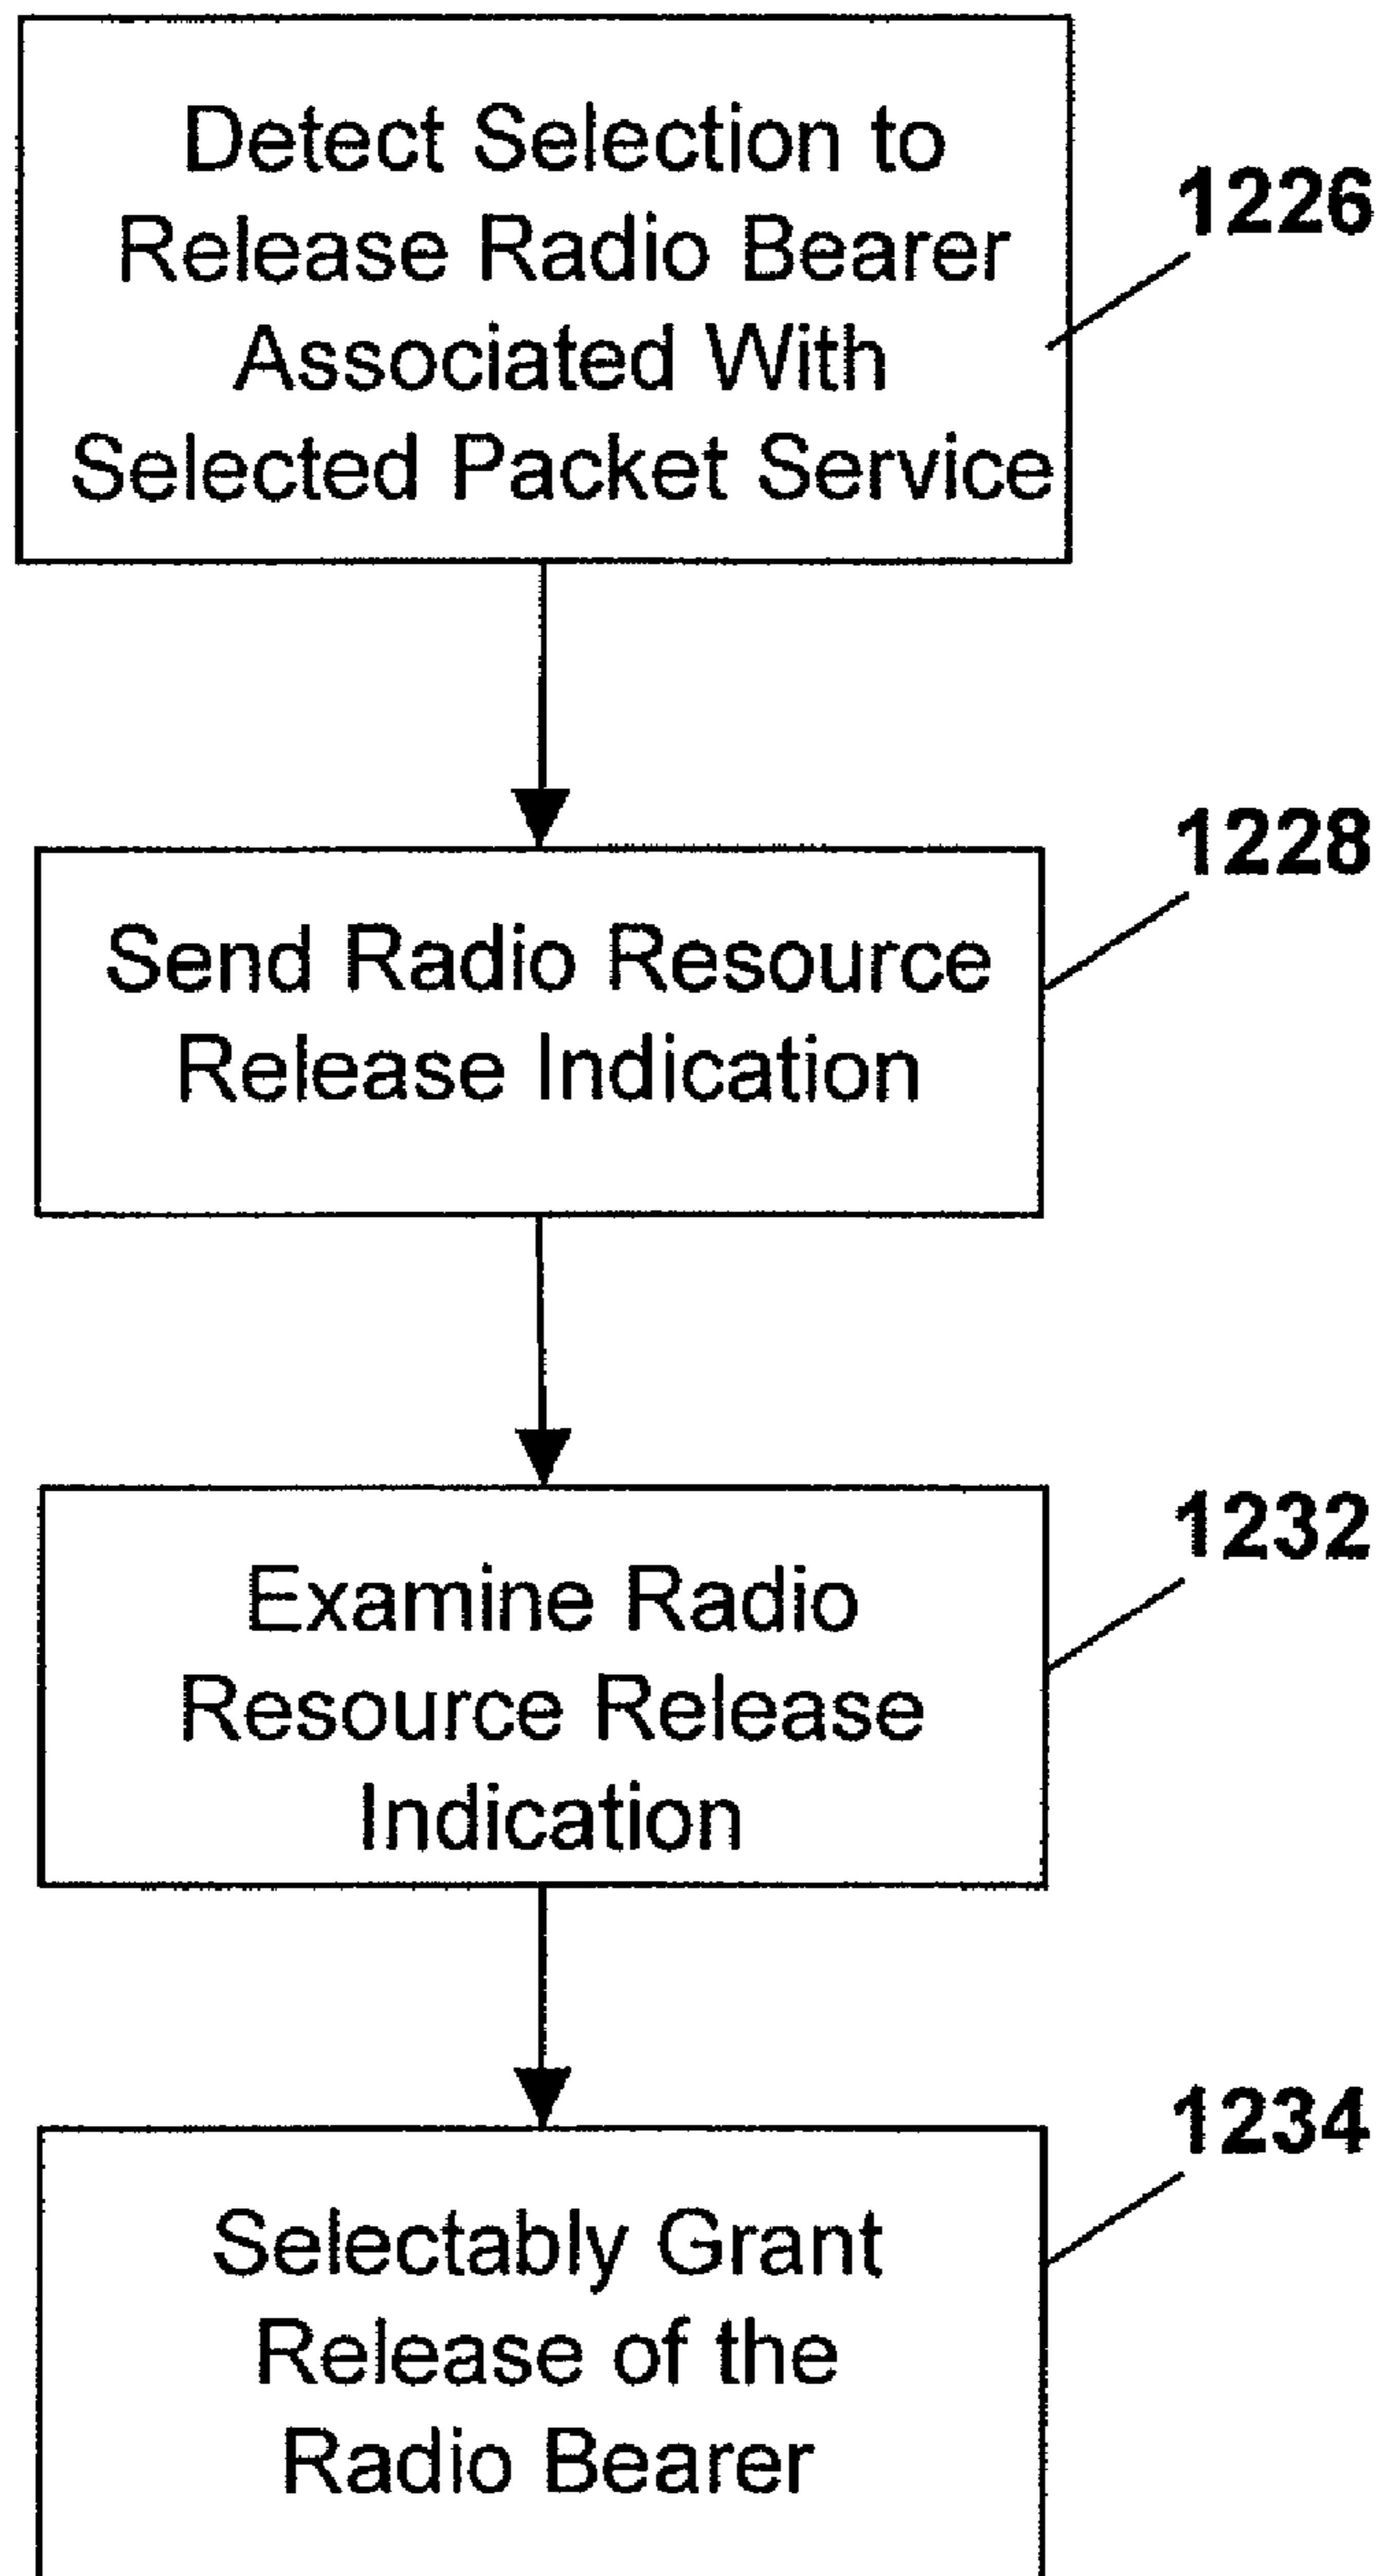 Detect Selection to
Release Radio Bearer
Associated With
Selected Packet Service
1226
Send Radio Resource
Release Indication
1228
Examine Radio
Resource Release
Indication
1232
Selectably Grant
Release of the
Radio Bearer
1234